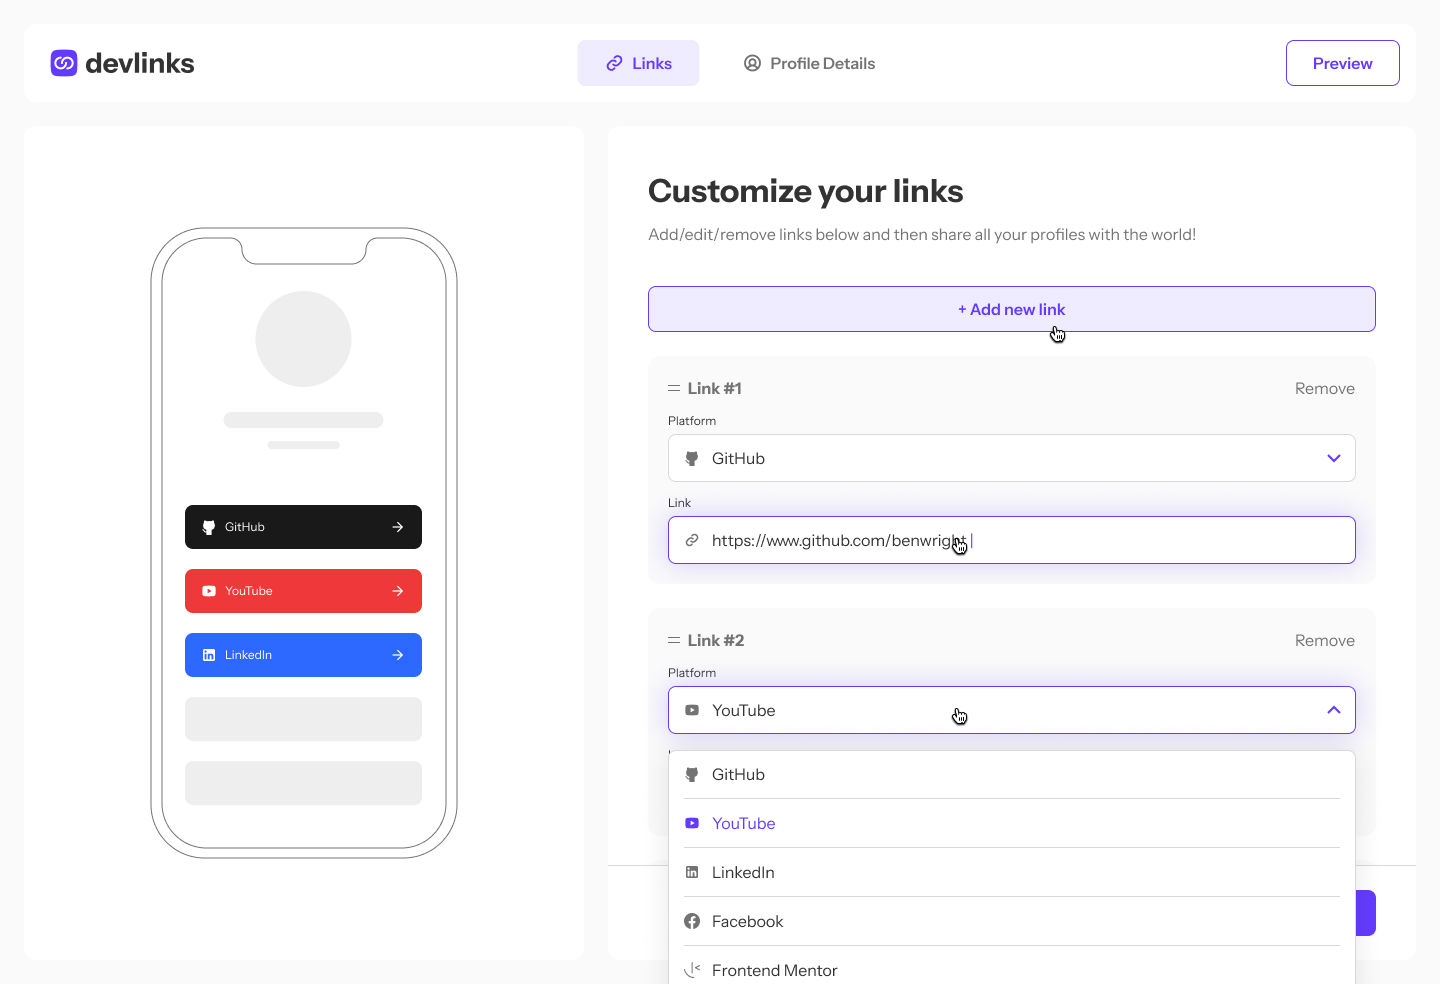 devlinks
Links
Profile Details
Preview
GitHub
YouTube
LinkedIn
Customize your links
Add/edit/remove links below and then share all your profiles with the world!
+ Add new link
Link #1
Remove
Platform
GitHub
Link
https://www.github.com/benwright
Link #2
Remove
Platform
YouTube
GitHub
YouTube
LinkedIn
Facebook
Frontend Mentor